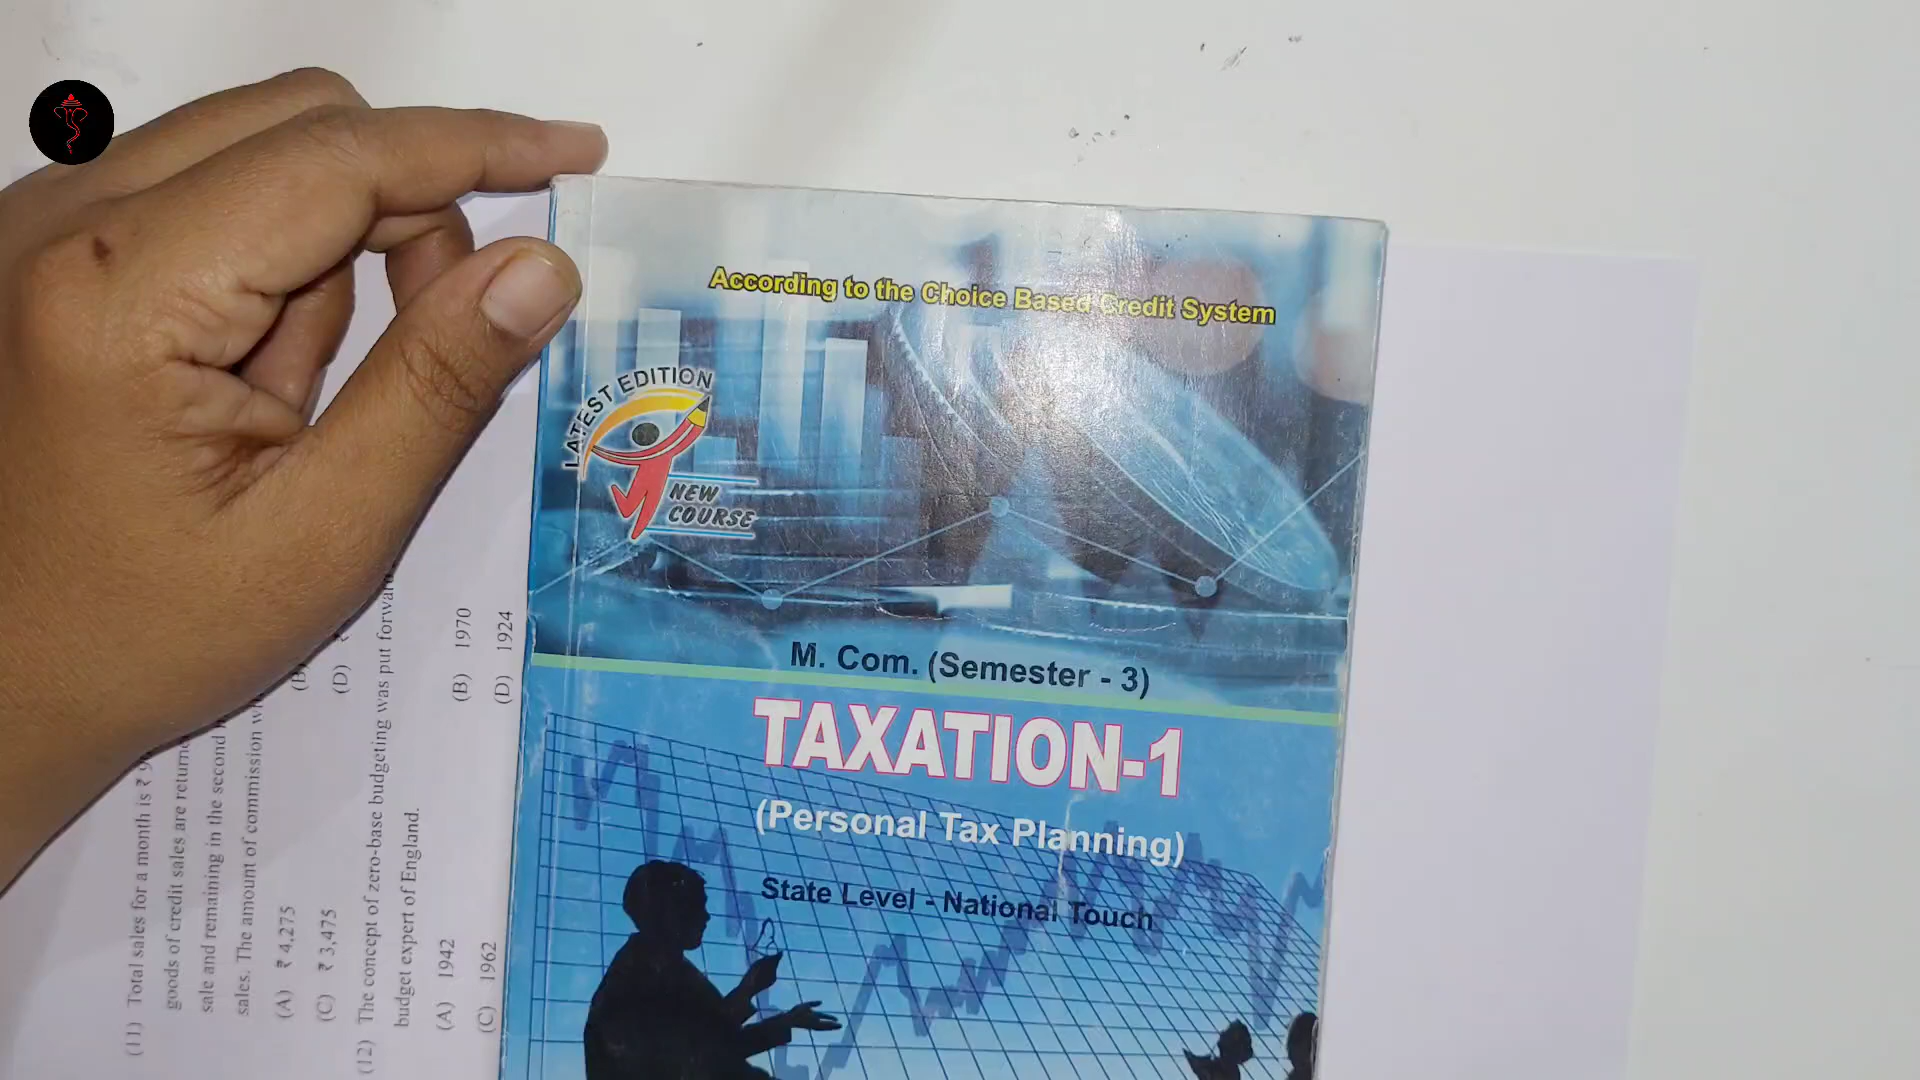 According to the Choice Based Credit System
LATEST EDITION
NEW
COURSE
M. Com. (Semester - 3)
TAXATION-1
(Personal Tax Planning)
State Level - National Touch
(11) Total sales for a month is ₹
goods of credit sales are
sale and remaining in the second
sales. The amount of commission
(A) ₹ 4,275
(C) ₹ 3,475 (D)
(12) The concept of zero-base budgeting was put
budget expert of England.
(A) 1942 (B) 1970
(C) 1962 (D) 1924